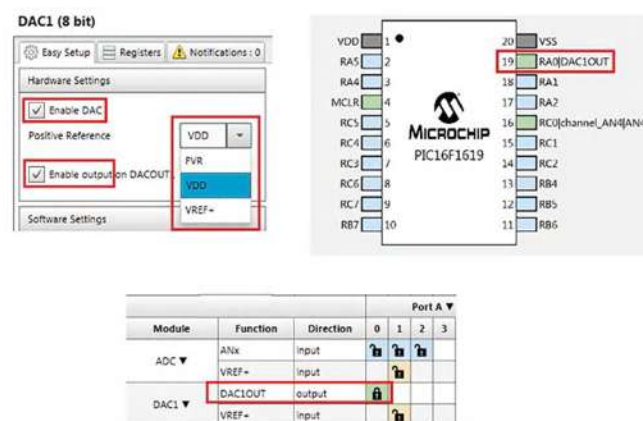 DAC1 (8 bit)
Easy Setup Registers Notifications : 0
Hardware Settings
Enable DAC
Positive Reference VDD
FVR
Enable output on DACOUT
VDD
VREF+
Software Settings
VDD 1 20 VSS
RA5 2 19 RA0|DAC1OUT
RA4 3 18 RA1
MCLR 4 17 RA2
RC5 5 16 RC0|channel_AN4|AN4
RC4 6 15 RC1
RC3 7 14 RC2
RC6 8 13 RB4
RC7 9 12 RB5
RB7 10 11 RB6
MICROCHIP
PIC16F1619
Port A ▼
Module Function Direction 0 1 2 3
ADC ▼
ANx input
VREF+ input
DAC1 ▼
DAC1OUT output
VREF+ input